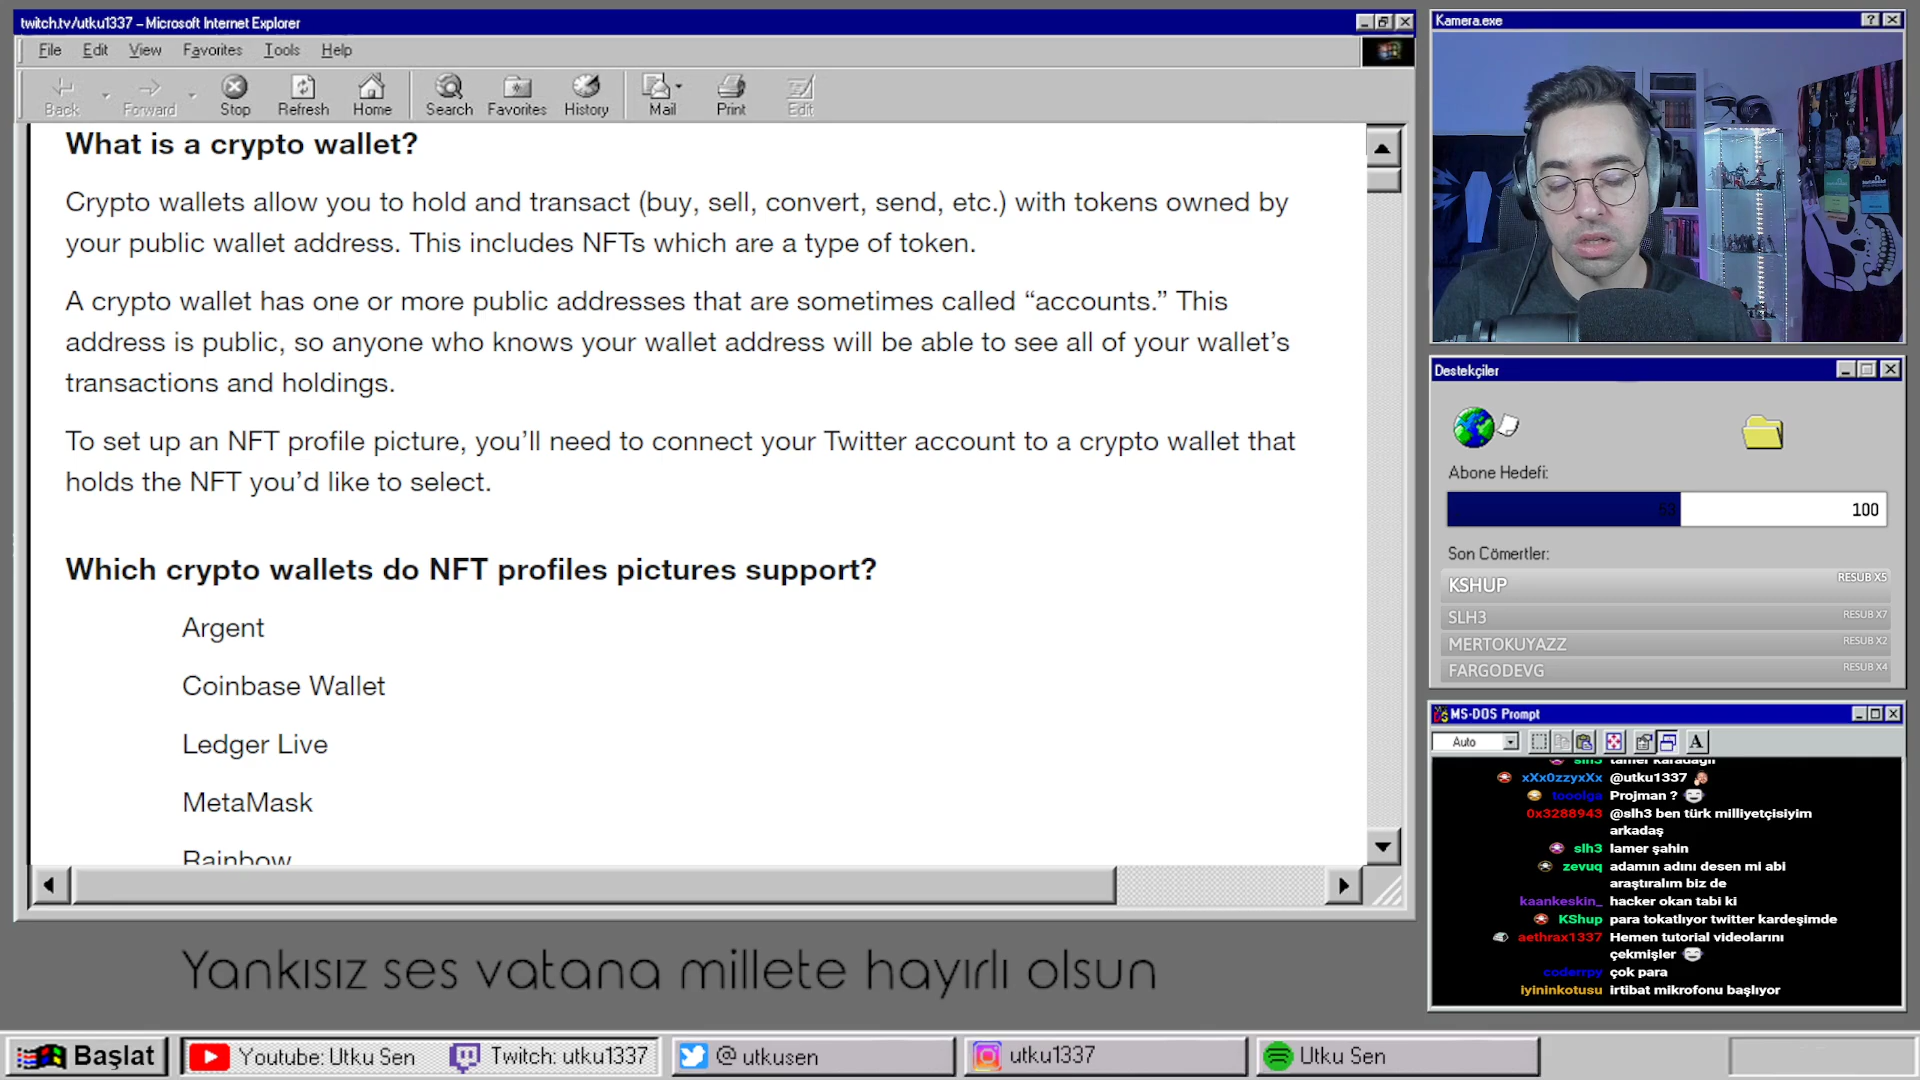 twitch.tv/utku1337 – Microsoft Internet Explorer
File Edit View Favorites Tools Help
Back Forward Stop Refresh Home Search Favorites History Mail Print Edit
What is a crypto wallet?
Crypto wallets allow you to hold and transact (buy, sell, convert, send, etc.) with tokens owned by
your public wallet address. This includes NFTs which are a type of token.
A crypto wallet has one or more public addresses that are sometimes called “accounts.” This
address is public, so anyone who knows your wallet address will be able to see all of your wallet’s
transactions and holdings.
To set up an NFT profile picture, you’ll need to connect your Twitter account to a crypto wallet that
holds the NFT you’d like to select.
Which crypto wallets do NFT profiles pictures support?
Argent
Coinbase Wallet
Ledger Live
MetaMask
Rainbow
Yankısız ses vatana millete hayırlı olsun
Kamera.exe
Destekçiler
Abone Hedefi:
53 100
Son Cömertler:
KSHUP RESUB X5
SLH3 RESUB X7
MERTOKUYAZZ RESUB X2
FARGODEVG RESUB X4
MS-DOS Prompt
Auto
A
slh3 tamer karadağlı
xXx0zzyxXx @utku1337
tooolga Projman ?
0x3288943 @slh3 ben türk milliyetçisiyim
arkadaş
slh3 lamer şahin
zevuq adamın adını desen mi abi
araştıralım biz de
kaankeskin_ hacker okan tabi ki
KShup para tokatlıyor twitter kardeşimde
aethrax1337 Hemen tutorial videolarını
çekmişler
coderrpy çok para
iyininkotusu irtibat mikrofonu başlıyor
Başlat Youtube: Utku Sen Twitch: utku1337 @utkusen utku1337 Utku Sen